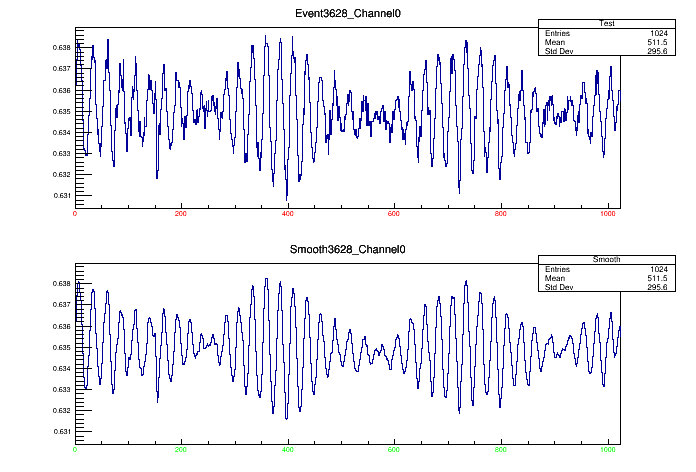 Event3628_Channel0
Test
Entries 1024
Mean 511.5
Std Dev 295.6
0.638
0.637
0.636
0.635
0.634
0.633
0.632
0.631
0 200 400 600 800 1000
Smooth3628_Channel0
Smooth
Entries 1024
Mean 511.5
Std Dev 295.6
0.638
0.637
0.636
0.635
0.634
0.633
0.632
0.631
0 200 400 600 800 1000